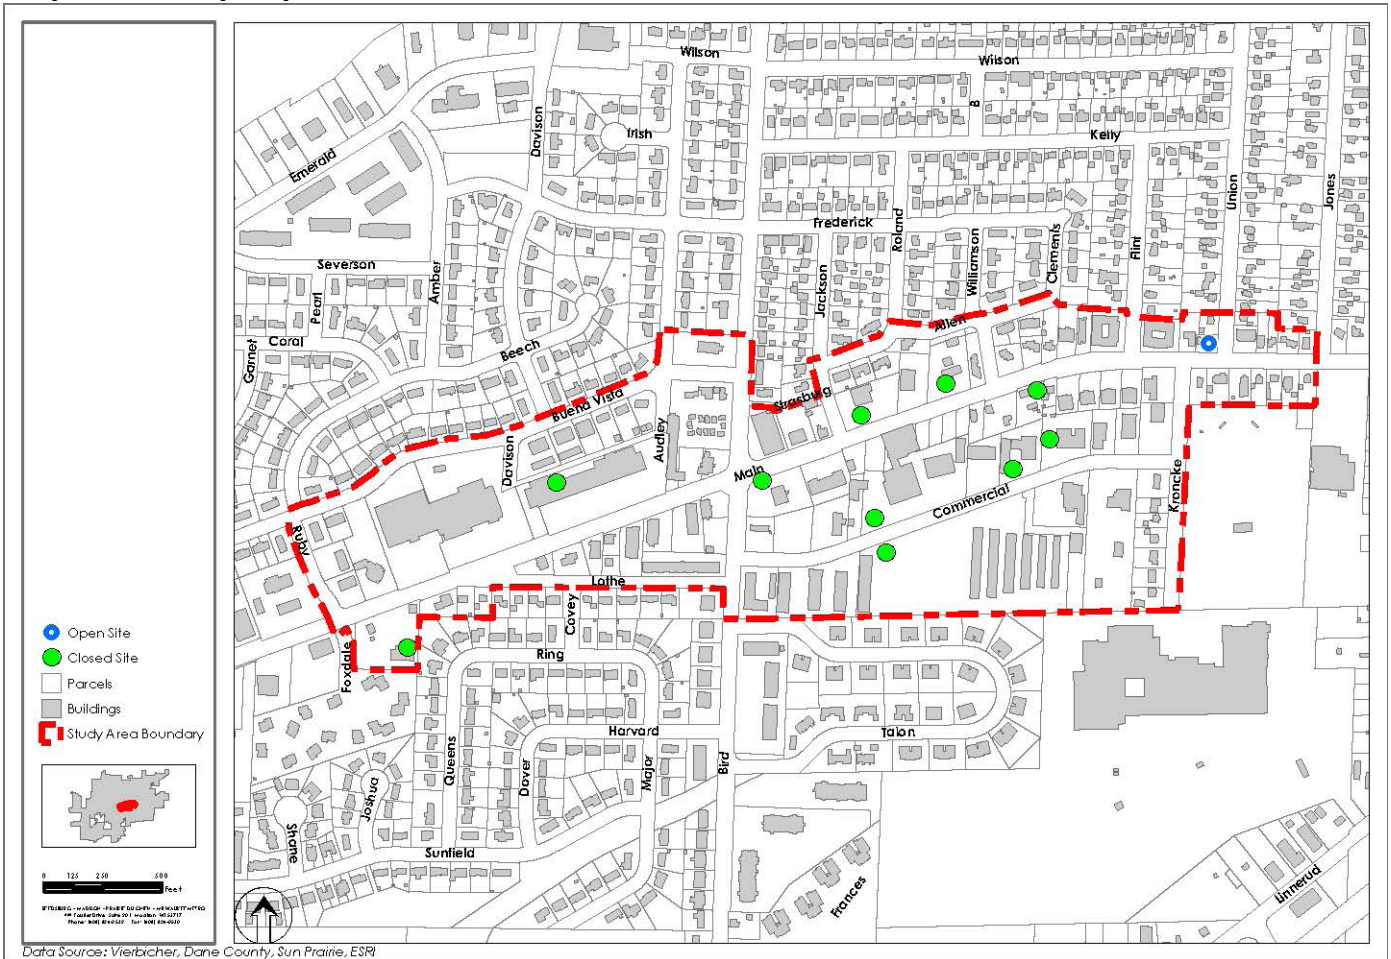 Wilson
Wilson
B
Davison
Irish
Kelly
Emerald
Union
Jones
Roland
Frederick
Williamson
Clements
Flint
Severson
Amber
Pearl
Jackson
Allen
Coral
Garnet
Beech
Strasburg
Buena Vista
Audley
Davison
Main
Kroncke
Commercial
Ruby
Lathe
Covey
Open Site
Closed Site
Parcels
Buildings
Study Area Boundary
Foxdale
Ring
Harvard
Talon
Queens
Dover
Major
Bird
Joshua
Shane
Sunfield
Frances
Linnerud
0 125 250 500
Feet
Data Source: Vierbicher, Dane County, Sun Prairie, ESRI